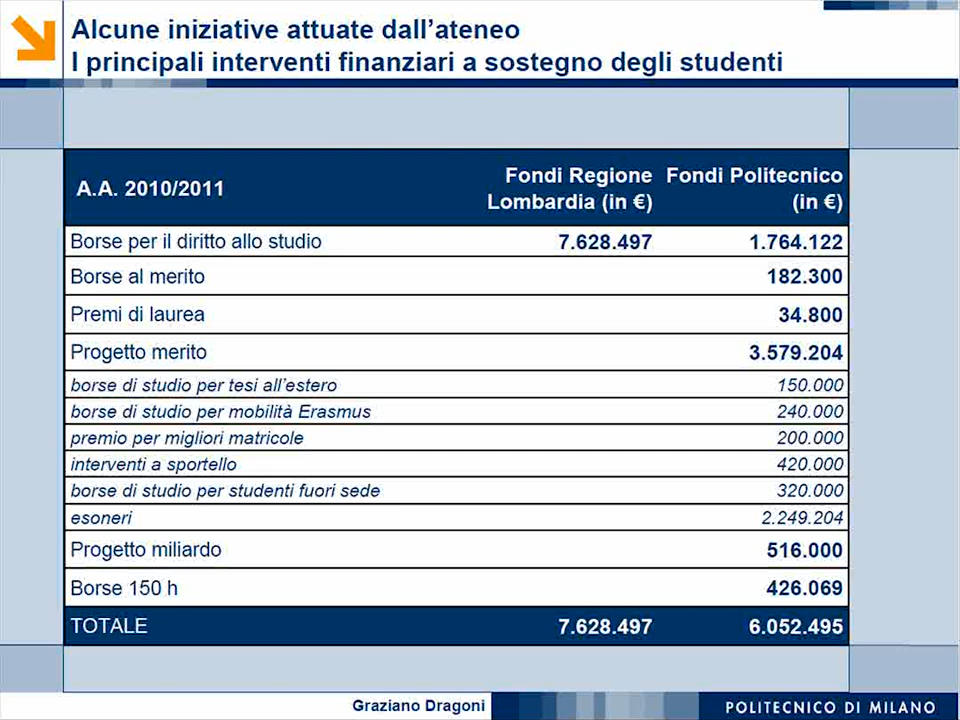 Alcune iniziative attuate dall’ateneo
I principali interventi finanziari a sostegno degli studenti
A.A. 2010/2011 Fondi Regione Lombardia (in €) Fondi Politecnico (in €)
Borse per il diritto allo studio 7.628.497 1.764.122
Borse al merito 182.300
Premi di laurea 34.800
Progetto merito 3.579.204
borse di studio per tesi all’estero 150.000
borse di studio per mobilità Erasmus 240.000
premio per migliori matricole 200.000
interventi a sportello 420.000
borse di studio per studenti fuori sede 320.000
esoneri 2.249.204
Progetto miliardo 516.000
Borse 150 h 426.069
TOTALE 7.628.497 6.052.495
Graziano Dragoni POLITECNICO DI MILANO